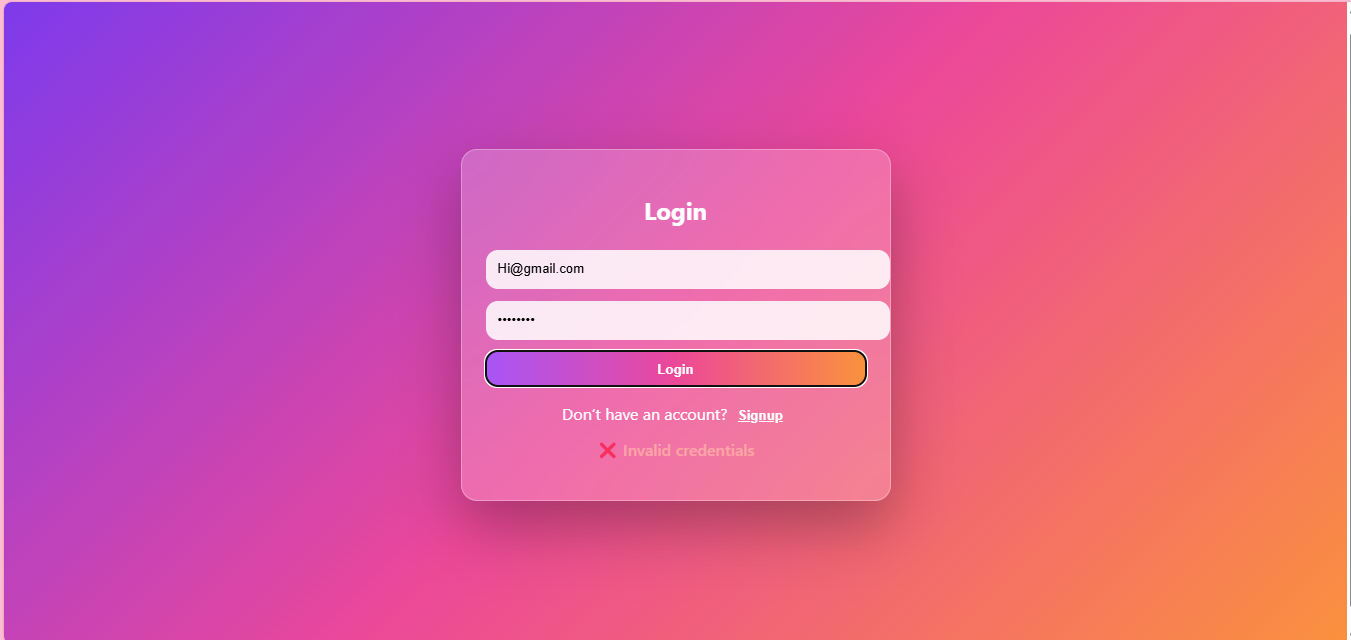 Login
Hi@gmail.com
••••••••
Login
Don't have an account? Signup
❌ Invalid credentials